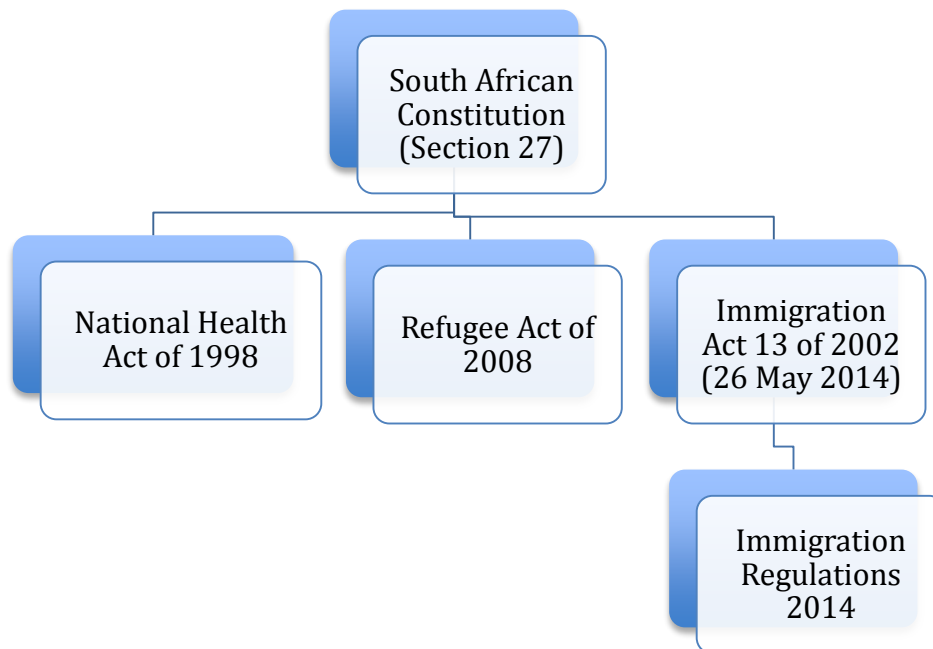 South African
Constitution
(Section 27)
National Health
Act of 1998
Refugee Act of
2008
Immigration
Act 13 of 2002
(26 May 2014)
Immigration
Regulations
2014